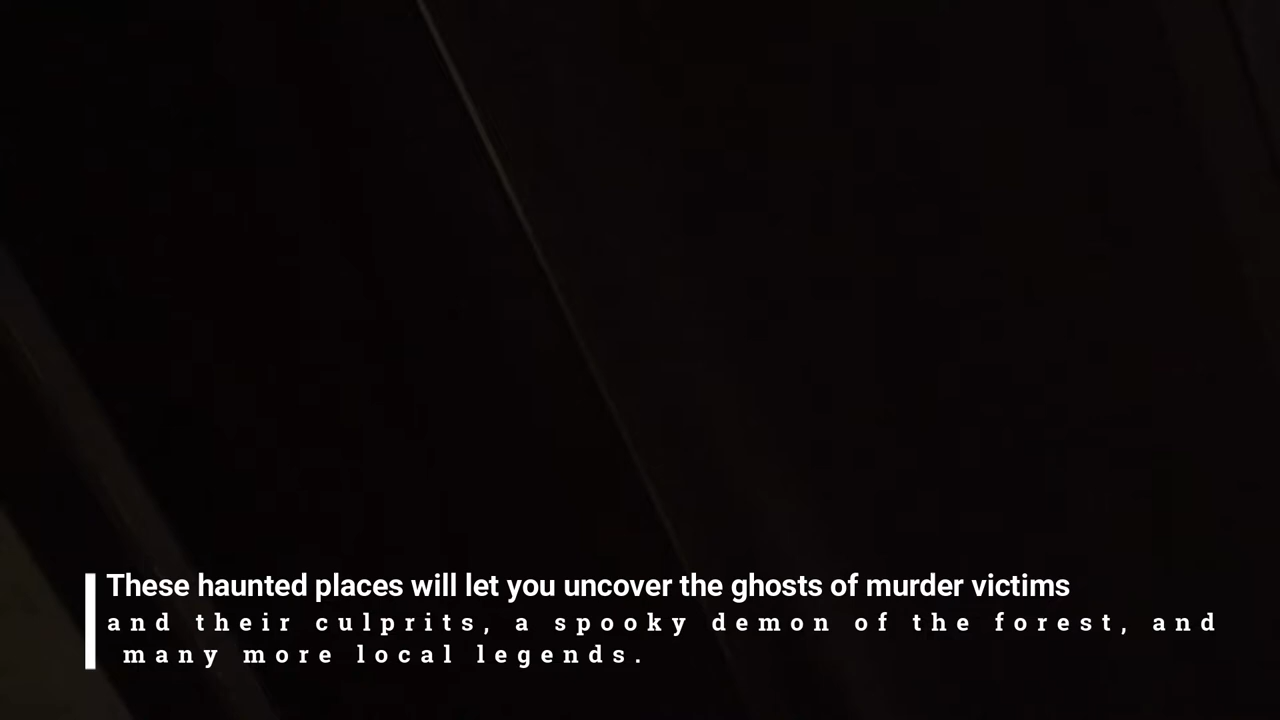 These haunted places will let you uncover the ghosts of murder victims
and their culprits, a spooky demon of the forest, and
many more local legends.